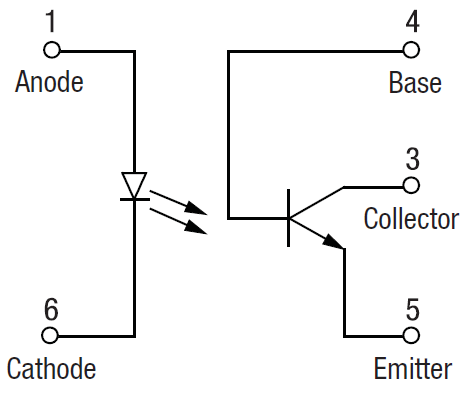 1
Anode
4
Base
3
Collector
6
Cathode
5
Emitter